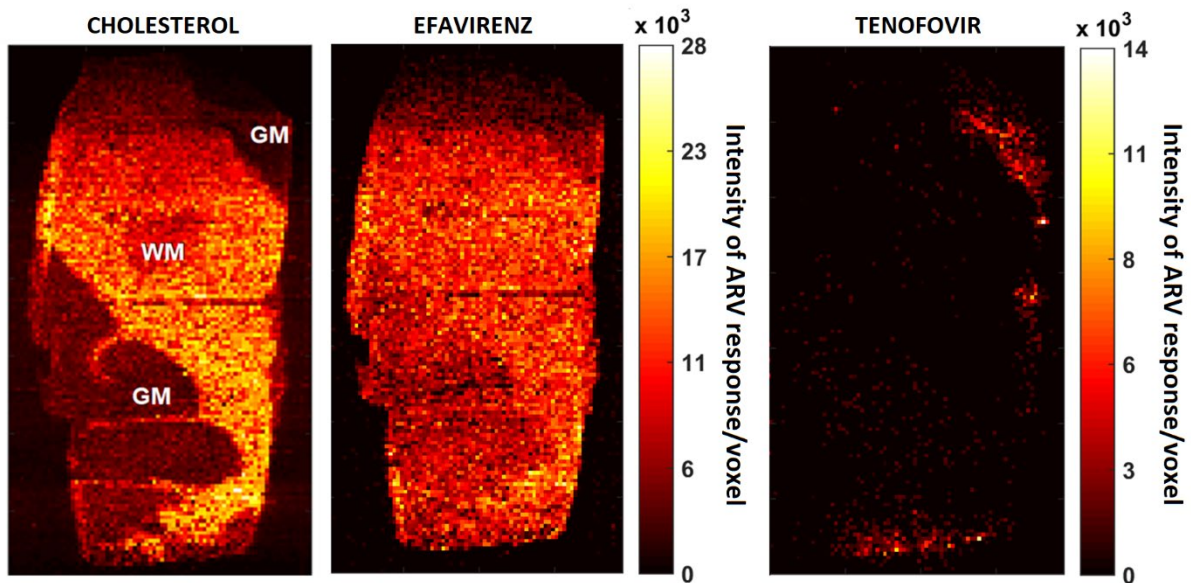 CHOLESTEROL
EFAVIRENZ
TENOFOVIR
x 10³
x 10³
GM
WM
GM
28
23
17
11
6
0
Intensity of ARV response/voxel
14
11
8
6
3
0
Intensity of ARV response/voxel